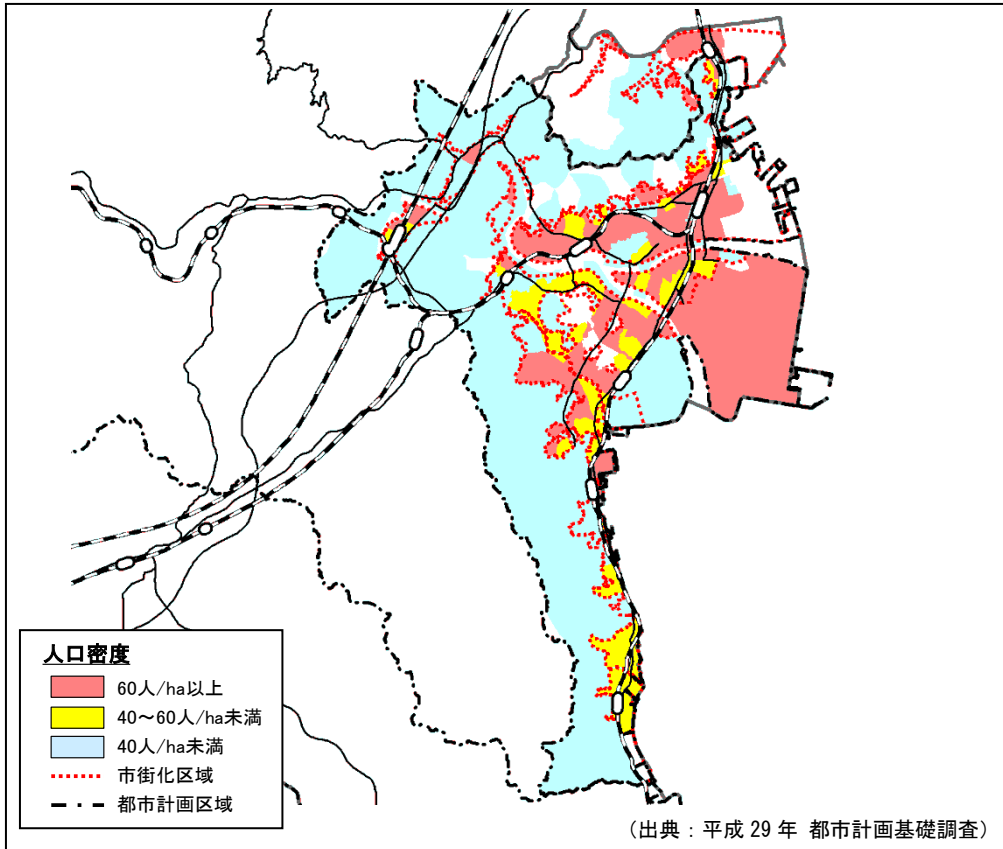 人口密度
60人/ha以上
40～60人/ha未満
40人/ha未満
市街化区域
都市計画区域
（出典：平成 29 年 都市計画基礎調査）